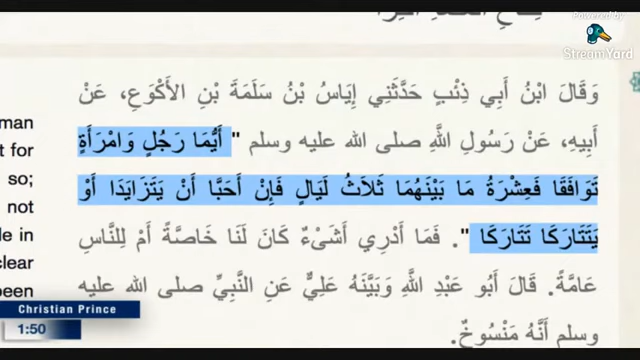 Powered by
StreamYard
وَقَالَ ابْنُ أَبِي ذِئْبٍ حَدَّثَنِي إِيَاسُ بْنُ سَلَمَةَ بْنِ الأَكْوَعِ، عَنْ
أَبِيهِ، عَنْ رَسُولِ اللَّهِ صلى الله عليه وسلم " أَيُّمَا رَجُلٍ وَامْرَأَةٍ
تَوَافَقَا فَعِشْرَةُ مَا بَيْنَهُمَا ثَلاَثُ لَيَالٍ فَإِنْ أَحَبَّا أَنْ يَتَزَايَدَا أَوْ
يَتَتَارَكَا تَتَارَكَا ". فَمَا أَدْرِي أَشَىْءٌ كَانَ لَنَا خَاصَّةً أَمْ لِلنَّاسِ
عَامَّةً. قَالَ أَبُو عَبْدِ اللَّهِ وَبَيَّنَهُ عَلِيٌّ عَنِ النَّبِيِّ صلى الله عليه
وسلم أَنَّهُ مَنْسُوخٌ.
man
t for
so;
not
le in
clear
been
Christian Prince
1:50